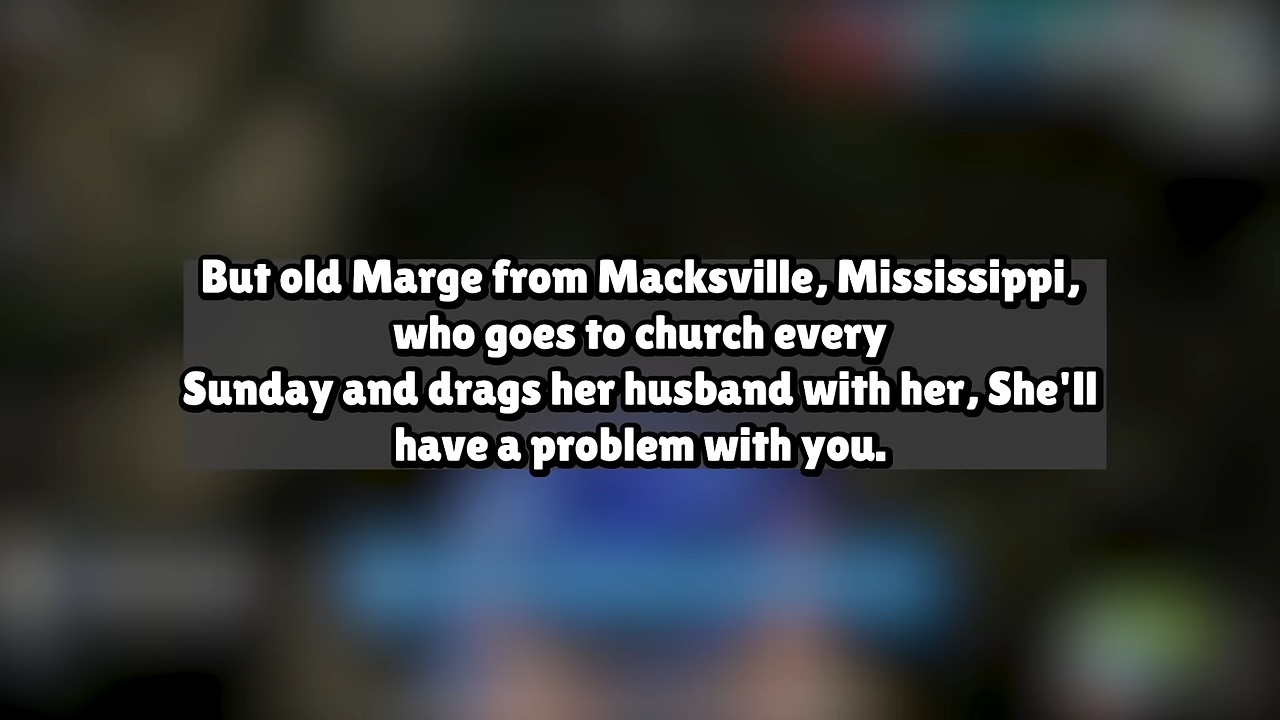 But old Marge from Macksville, Mississippi,
who goes to church every
Sunday and drags her husband with her, She'll
have a problem with you.